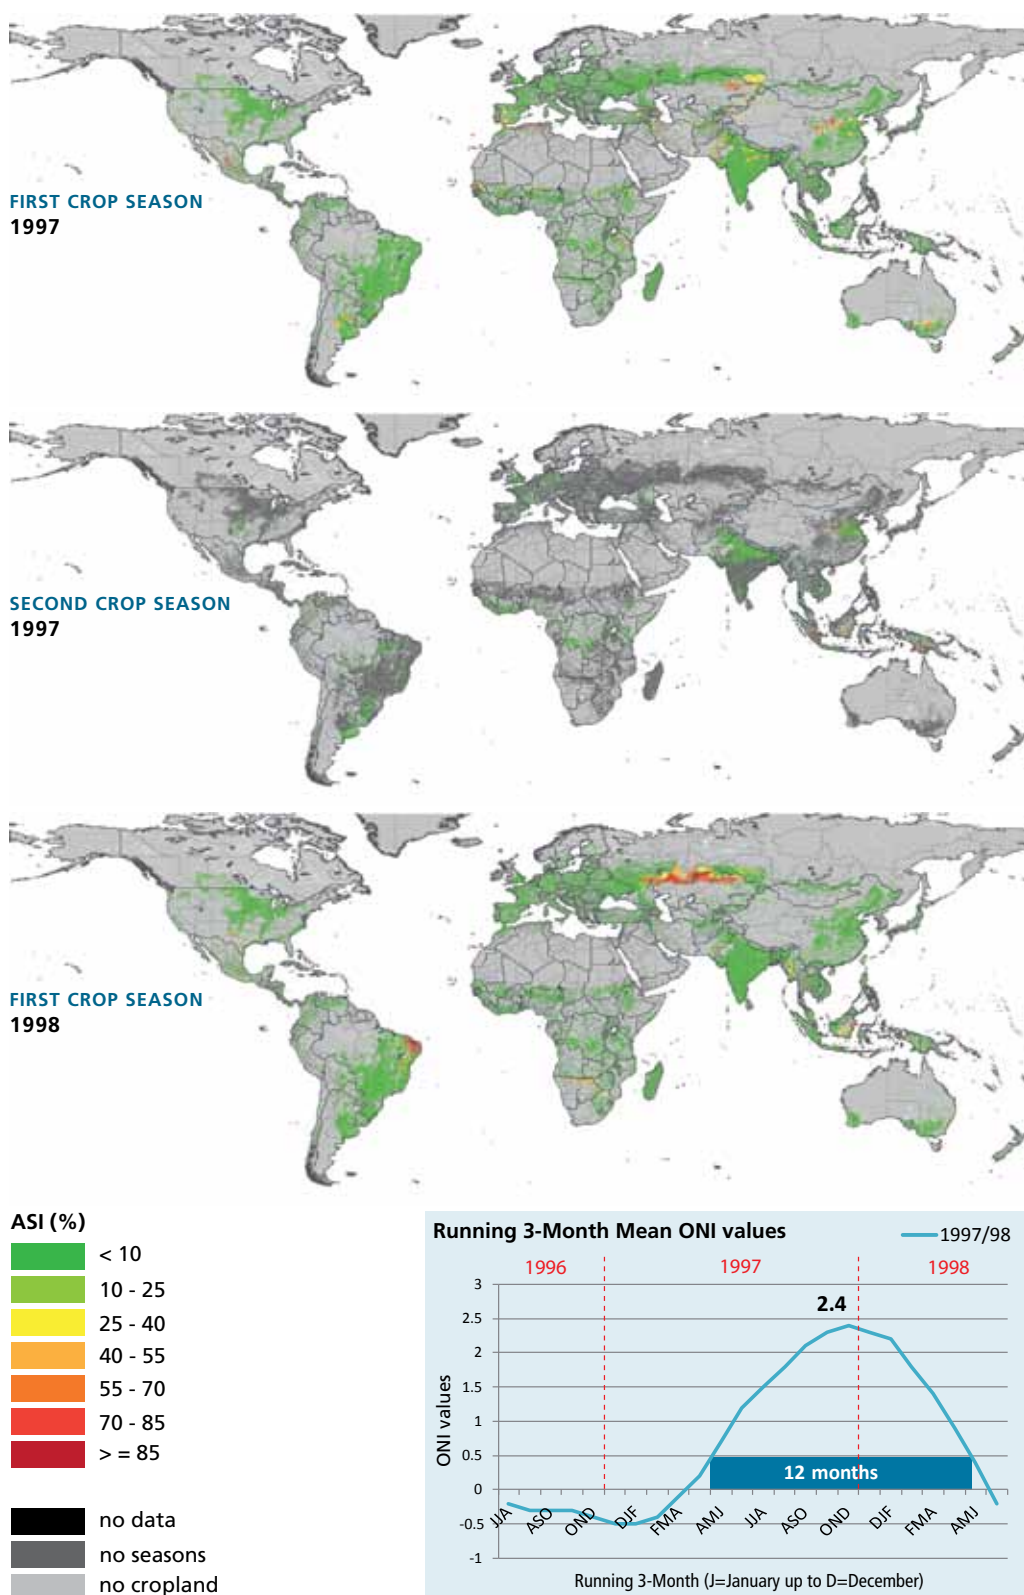 FIRST CROP SEASON
1997
SECOND CROP SEASON
1997
FIRST CROP SEASON
1998
ASI (%)
< 10
10 - 25
25 - 40
40 - 55
55 - 70
70 - 85
> = 85
no data
no seasons
no cropland
Running 3-Month Mean ONI values
1997/98
1996 1997 1998
3
2.5
2
1.5
1
0.5
0
-0.5
-1
ONI values
2.4
12 months
JJA ASO OND DJF FMA AMJ JJA ASO OND DJF FMA AMJ
Running 3-Month (J=January up to D=December)